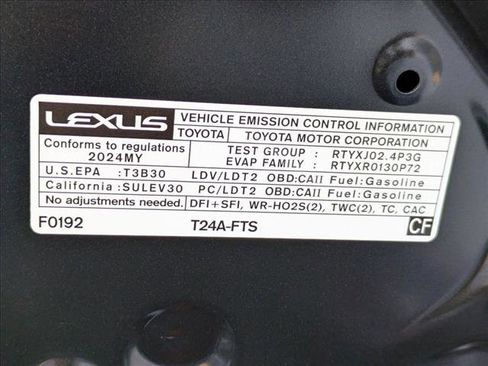 LEXUS VEHICLE EMISSION CONTROL INFORMATION
TOYOTA TOYOTA MOTOR CORPORATION
Conforms to regulations TEST GROUP : RTYXJ02.4P3G
2024MY EVAP FAMILY : RTYXR0130P72
U.S.EPA : T3B30 LDV/LDT2 OBD:CAII Fuel:Gasoline
California : SULEV30 PC/LDT2 OBD:CAII Fuel:Gasoline
No adjustments needed. DFI+SFI, WR-HO2S(2), TWC(2), TC, CAC
F0192 T24A-FTS CF